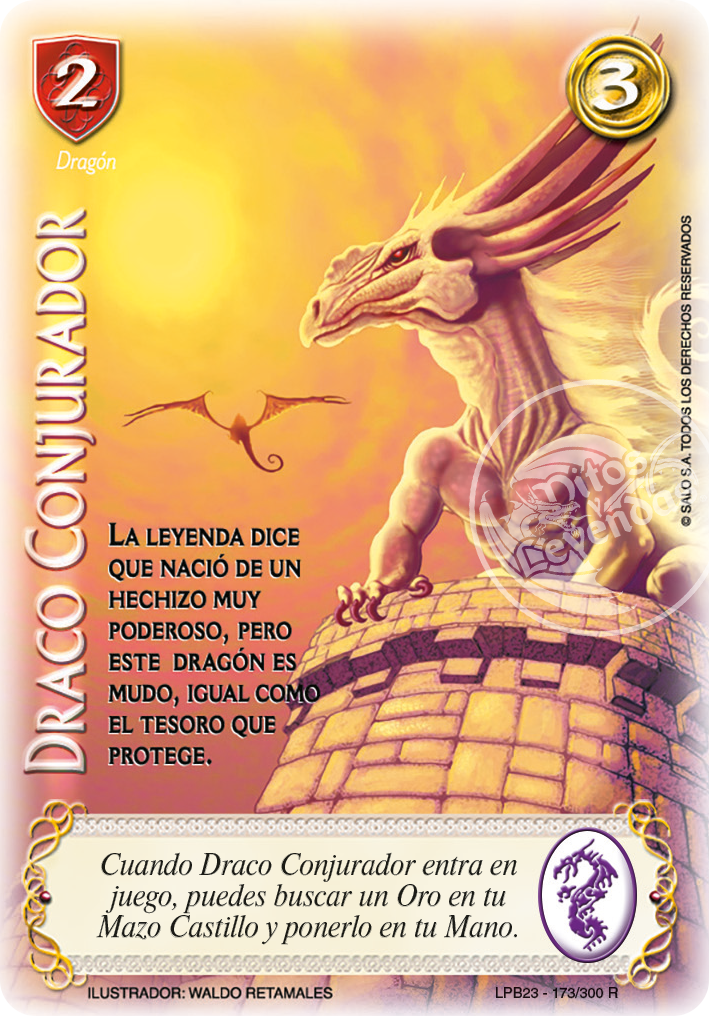 2
3
Dragón
DRACO CONJURADOR
LA LEYENDA DICE
QUE NACIÓ DE UN
HECHIZO MUY
PODEROSO, PERO
ESTE DRAGÓN ES
MUDO, IGUAL COMO
EL TESORO QUE
PROTEGE.
© SALO S.A. TODOS LOS DERECHOS RESERVADOS
Mitos
y
Leyendas
Cuando Draco Conjurador entra en
juego, puedes buscar un Oro en tu
Mazo Castillo y ponerlo en tu Mano.
ILUSTRADOR: WALDO RETAMALES
LPB23 - 173/300 R